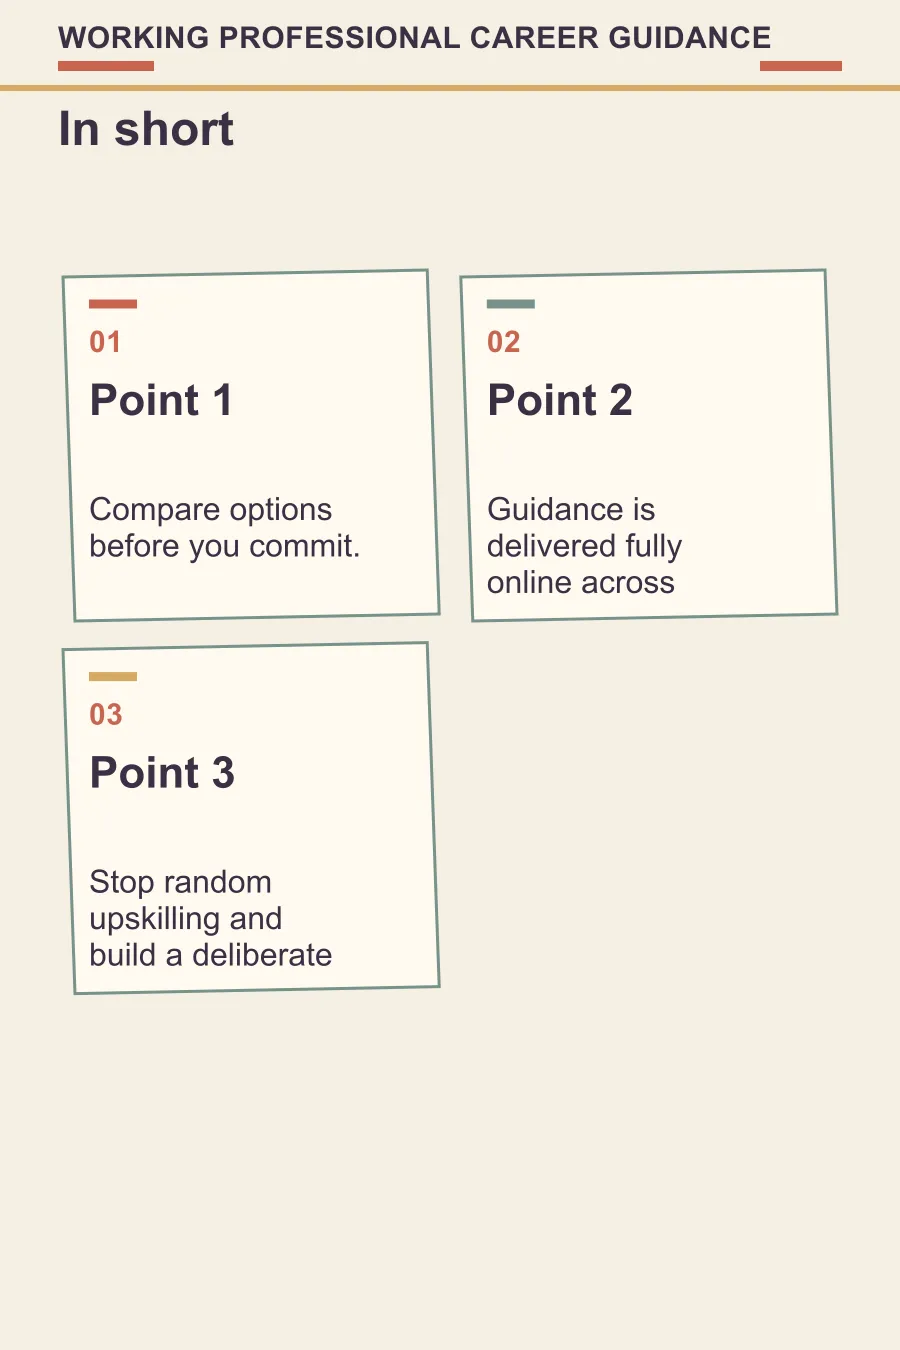 WORKING PROFESSIONAL CAREER GUIDANCE
In short
01
Point 1
Compare options
before you commit.
02
Point 2
Guidance is
delivered fully
online across
03
Point 3
Stop random
upskilling and
build a deliberate